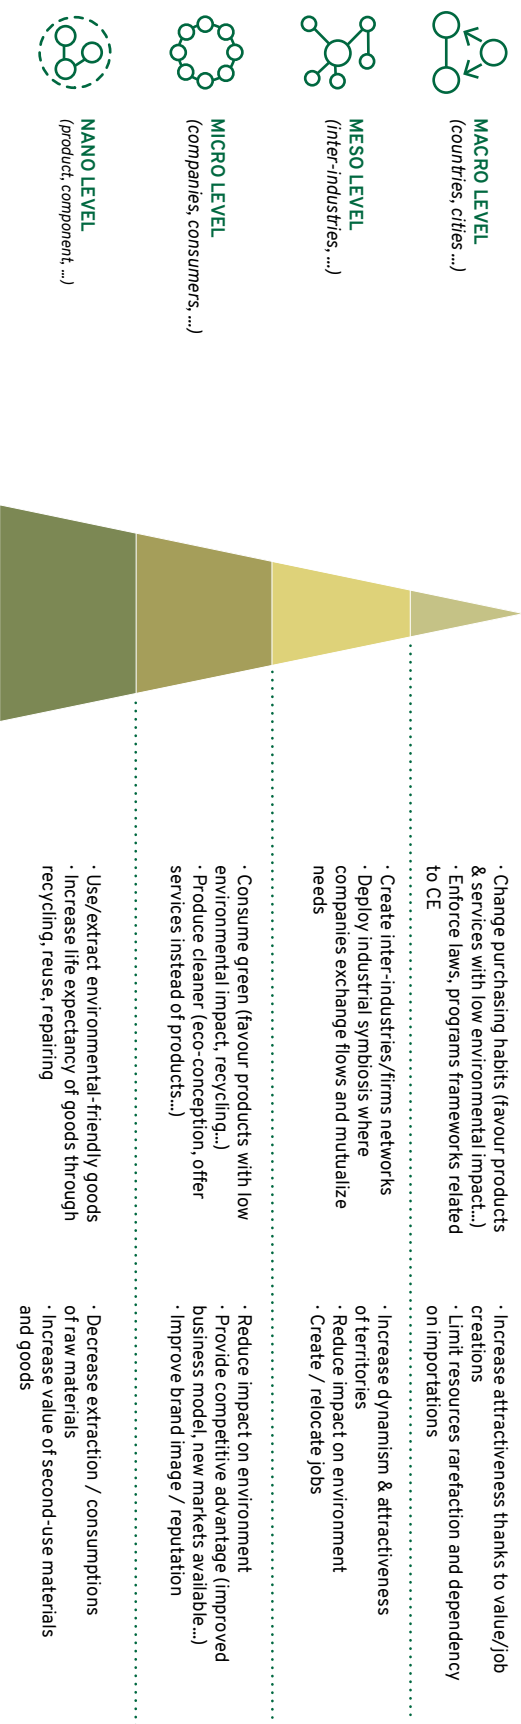 MACRO LEVEL
(countries, cities ...)
· Change purchasing habits (favour products
& services with low environmental impact...)
· Enforce laws, programs frameworks related
to CE
· Increase attractiveness thanks to value/job
creations
· Limit resources rarefaction and dependency
on importations
MESO LEVEL
(inter-industries, ...)
· Create inter-industries/firms networks
· Deploy industrial symbiosis where
companies exchange flows and mutualize
needs
· Increase dynamism & attractiveness
of territories
· Reduce impact on environment
· Create / relocate jobs
MICRO LEVEL
(companies, consumers, ...)
· Consume green (favour products with low
environmental impact, recycling...)
· Produce cleaner (eco-conception, offer
services instead of products...)
· Reduce impact on environment
· Provide competitive advantage (improved
business model, new markets available...)
· Improve brand image / reputation
NANO LEVEL
(product, component, ...)
· Use/extract environmental-friendly goods
· Increase life expectancy of goods through
recycling, reuse, repairing
· Decrease extraction / consumptions
of raw materials
· Increase value of second-use materials
and goods